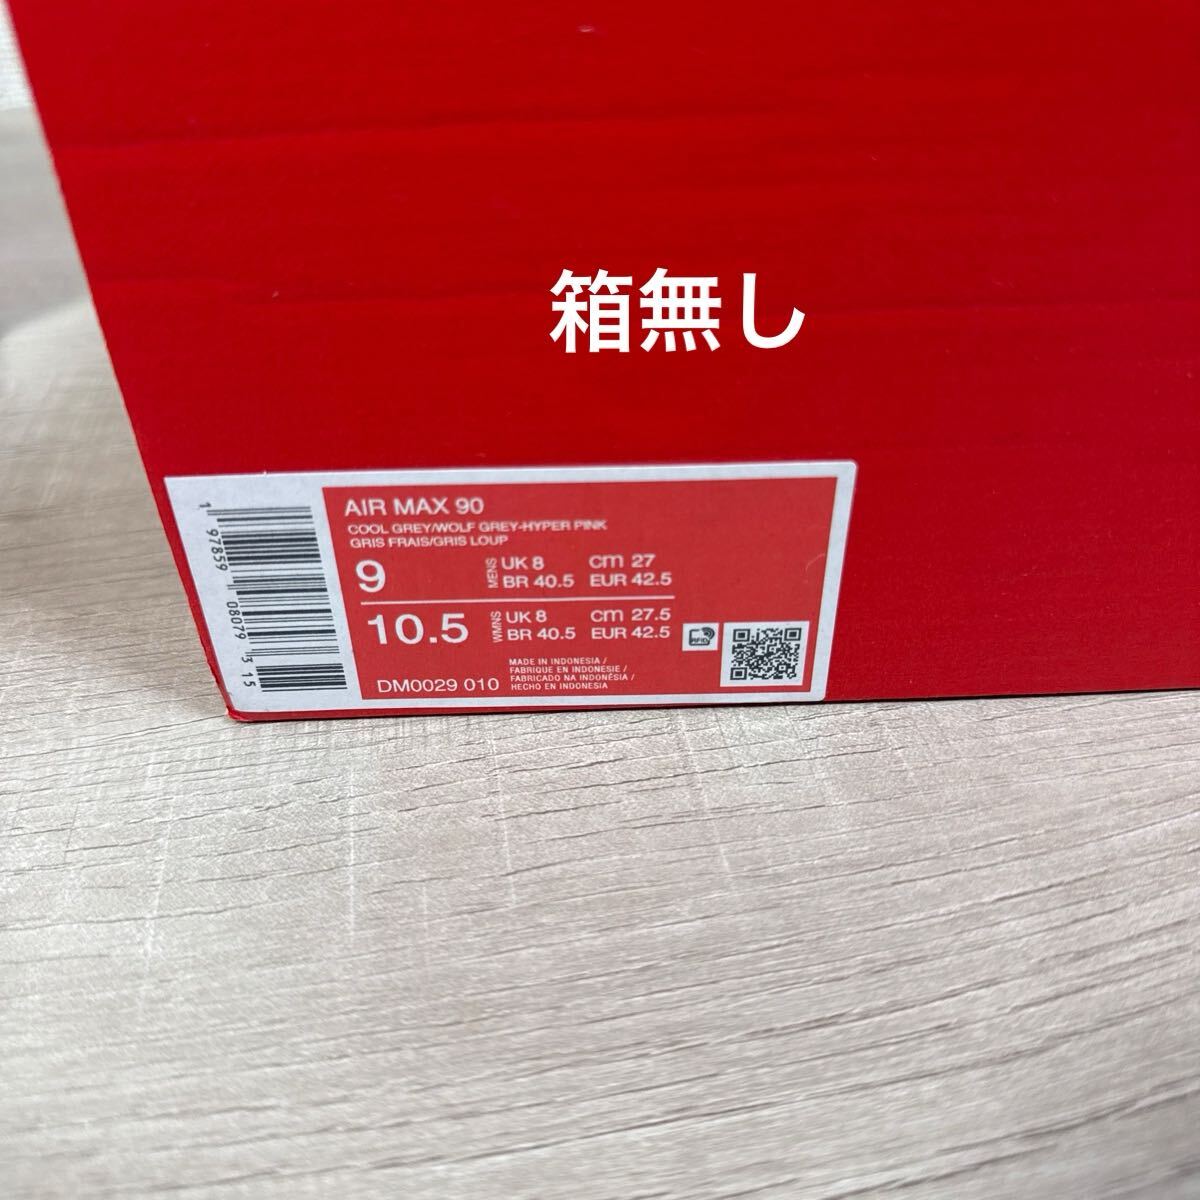 箱無し
AIR MAX 90
COOL GREY/WOLF GREY-HYPER PINK
GRIS FRAIS/GRIS LOUP
9
MENS
UK 8 cm 27
BR 40.5 EUR 42.5
10.5
WMNS
UK 8 cm 27.5
BR 40.5 EUR 42.5
RFID
MADE IN INDONESIA /
FABRIQUE EN INDONESIE /
FABRICADO NA INDONÉSIA /
HECHO EN INDONESIA
DM0029 010
1 97859 08079 3 15